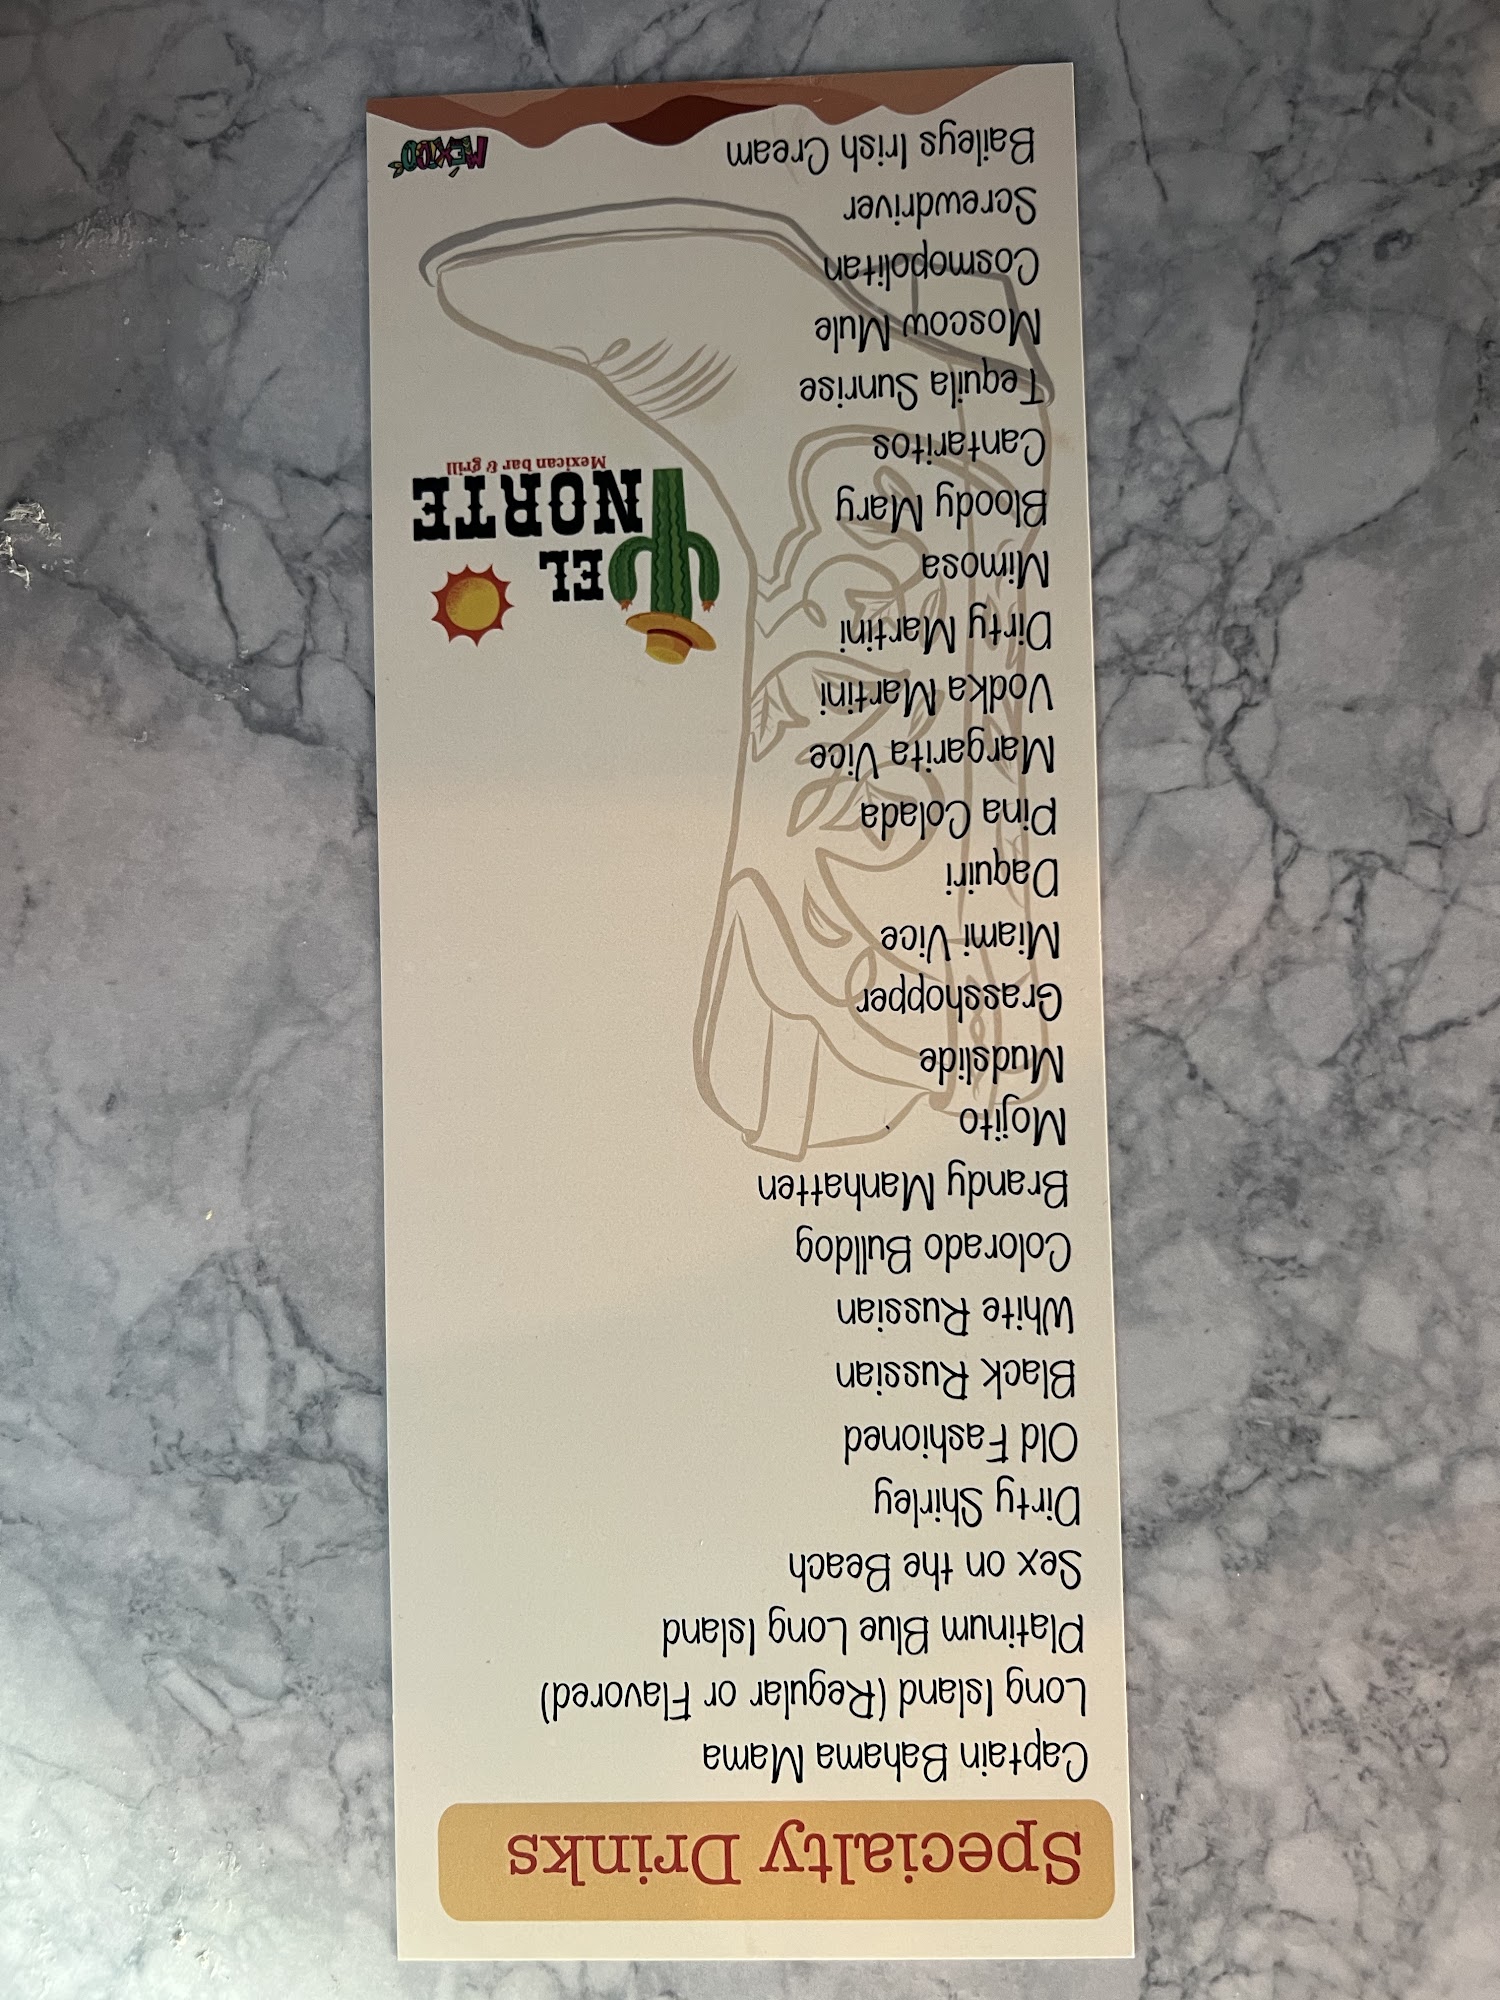 Specialty Drinks
Captain Bahama Mama
Long Island (Regular or Flavored)
Platinum Blue Long Island
Sex on the Beach
Dirty Shirley
Old Fashioned
Black Russian
White Russian
Colorado Bulldog
Brandy Manhatten
Mojito
Mudslide
Grasshopper
Miami Vice
Daquiri
Pina Colada
Margarita Vice
Vodka Martini
Dirty Martini
Mimosa
Bloody Mary
Cantaritos
Tequila Sunrise
Moscow Mule
Cosmopolitan
Screwdriver
Baileys Irish Cream
EL
NORTE
Mexican bar & grill
MÉXICO